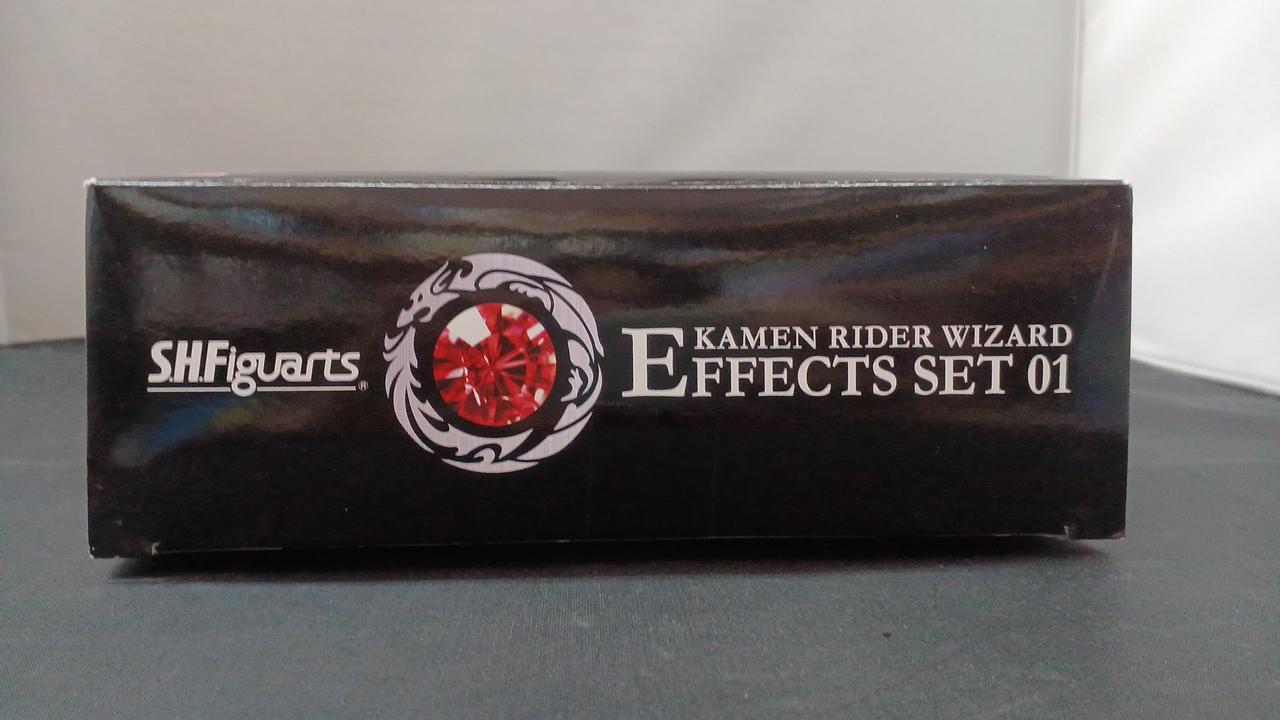 S.H.Figuarts®
KAMEN RIDER WIZARD
EFFECTS SET 01